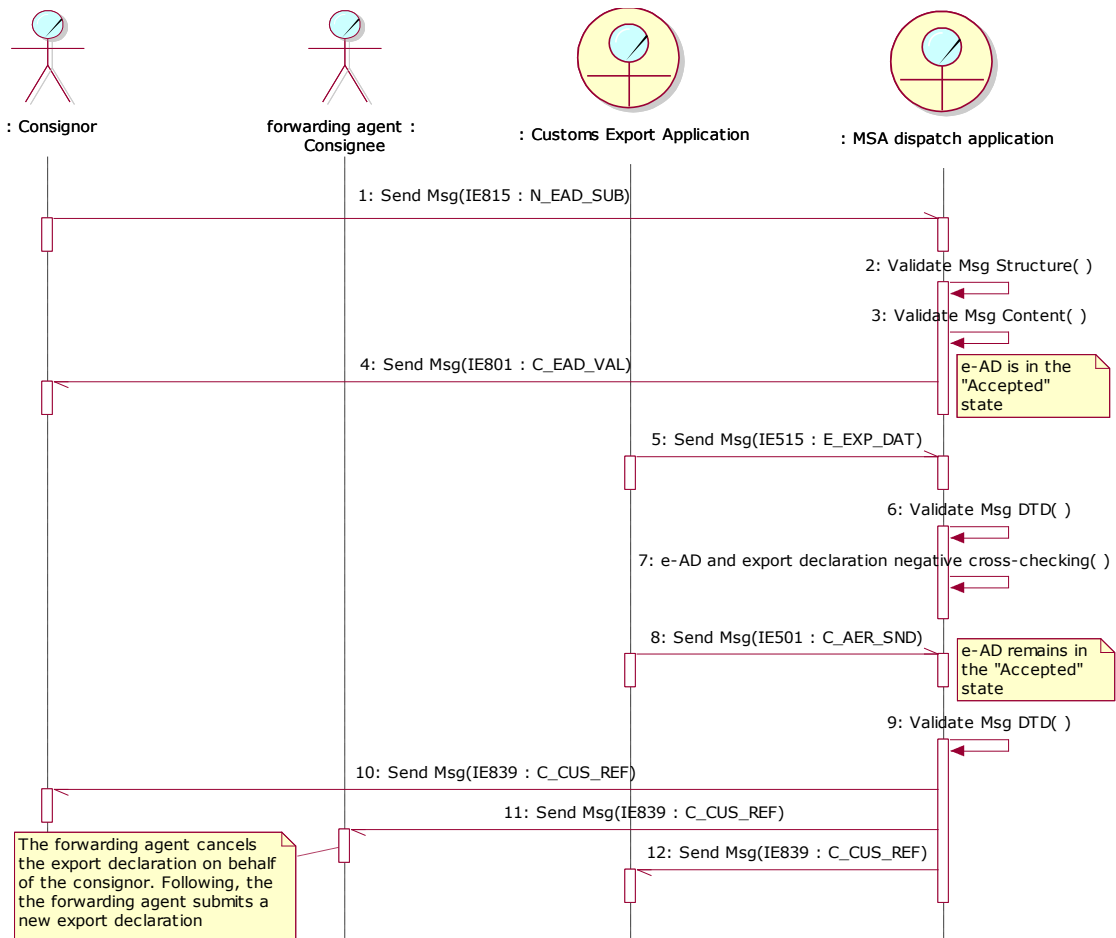 : Consignor
forwarding agent :
Consignee
: Customs Export Application
: MSA dispatch application
1: Send Msg(IE815 : N_EAD_SUB)
2: Validate Msg Structure( )
3: Validate Msg Content( )
4: Send Msg(IE801 : C_EAD_VAL)
e-AD is in the
"Accepted"
state
5: Send Msg(IE515 : E_EXP_DAT)
6: Validate Msg DTD( )
7: e-AD and export declaration negative cross-checking( )
8: Send Msg(IE501 : C_AER_SND)
e-AD remains in
the "Accepted"
state
9: Validate Msg DTD( )
10: Send Msg(IE839 : C_CUS_REF)
11: Send Msg(IE839 : C_CUS_REF)
12: Send Msg(IE839 : C_CUS_REF)
The forwarding agent cancels
the export declaration on behalf
of the consignor. Following, the
the forwarding agent submits a
new export declaration